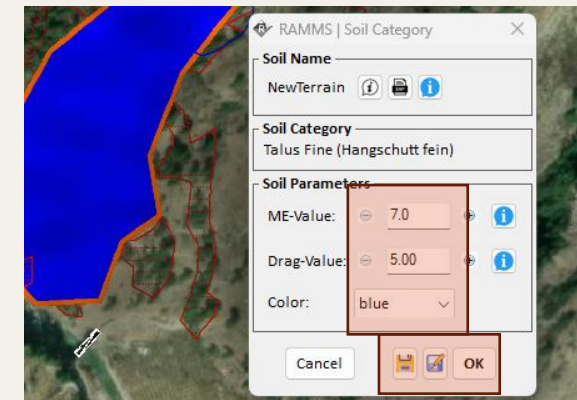 RAMMS | Soil Category
Soil Name
NewTerrain
Soil Category
Talus Fine (Hangschutt fein)
Soil Parameters
ME-Value: 7.0
Drag-Value: 5.00
Color: blue
Cancel OK